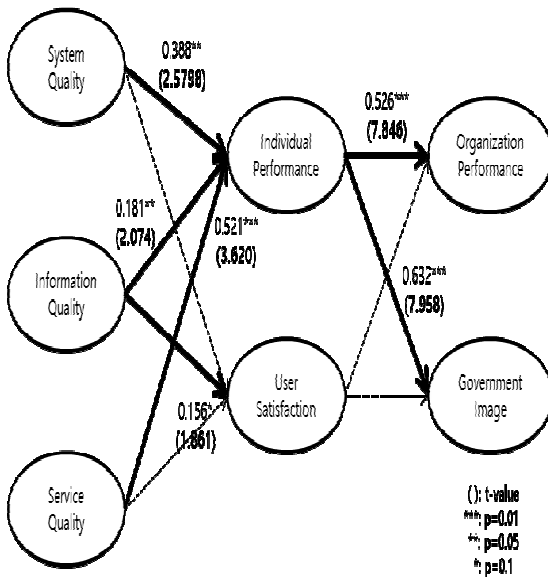 System
Quality
0.388**
(2.5798)
Individual
Performance
0.526***
(7.846)
Organization
Performance
0.181**
(2.074)
0.521***
(3.620)
Information
Quality
0.632***
(7.958)
User
Satisfaction
0.156*
(1.861)
Government
Image
Service
Quality
( ): t-value
***: p=0.01
**: p=0.05
*: p=0.1